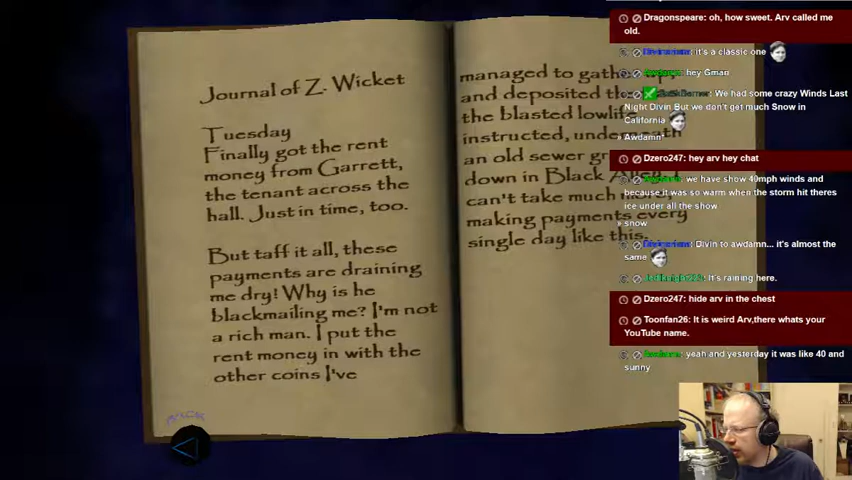 Journal of Z. Wicket
Tuesday
Finally got the rent
money from Garrett,
the tenant across the
hall. Just in time, too.
But taff it all, these
payments are draining
me dry! Why is he
blackmailing me? I'm not
a rich man. I put the
rent money in with the
other coins I've
managed to gather up,
and deposited
the blasted lowlife
instructed, underneath
an old sewer
down in Black Alley. I
can't take much more,
making payments every
single day like this.
Dragonspeare: oh, how sweet. Arv called me
old.
it's a classic one
hey Gman
We had some crazy Winds Last
Night Divin But we don't get much Snow in
California
» Awdamn*
Dzero247: hey arv hey chat
we have show 40mph winds and
because it was so warm when the storm hit theres
ice under all the show
» snow
Divin to awdamn... it's almost the
same
It's raining here.
Dzero247: hide arv in the chest
Toonfan26: It is weird Arv,there whats your
YouTube name.
yeah and yesterday it was like 40 and
sunny